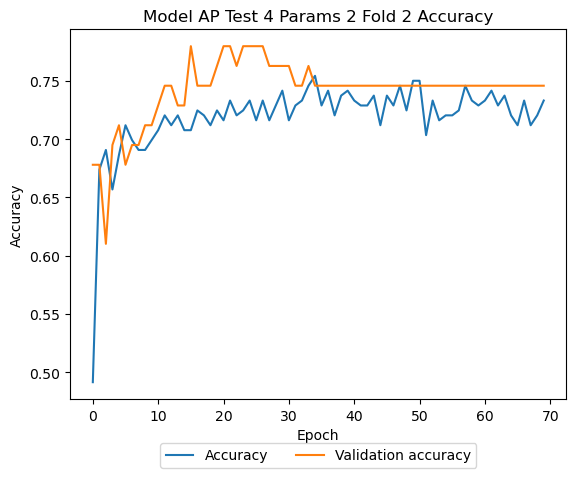 Model AP Test 4 Params 2 Fold 2 Accuracy
Accuracy
0.75
0.70
0.65
0.60
0.55
0.50
0 10 20 30 40 50 60 70
Epoch
Accuracy Validation accuracy